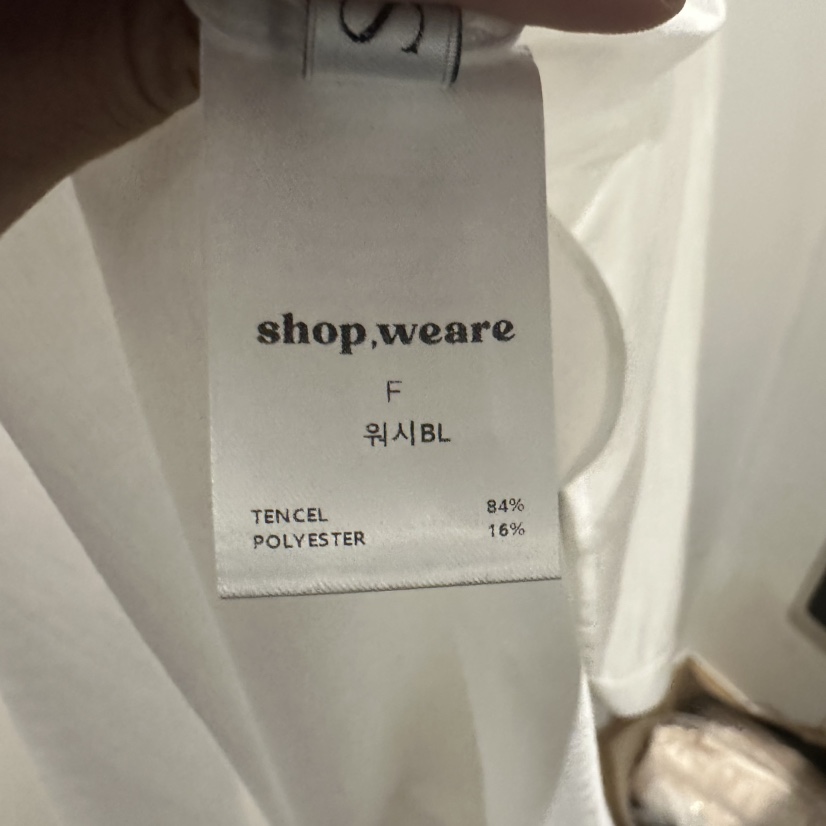 S
shop,weare
F
워시BL
TENCEL 84%
POLYESTER 16%